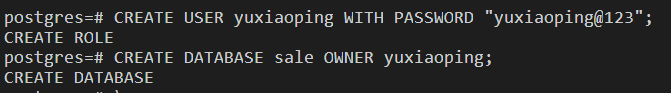 postgres=# CREATE USER yuxiaoping WITH PASSWORD "yuxiaoping@123";
CREATE ROLE
postgres=# CREATE DATABASE sale OWNER yuxiaoping;
CREATE DATABASE